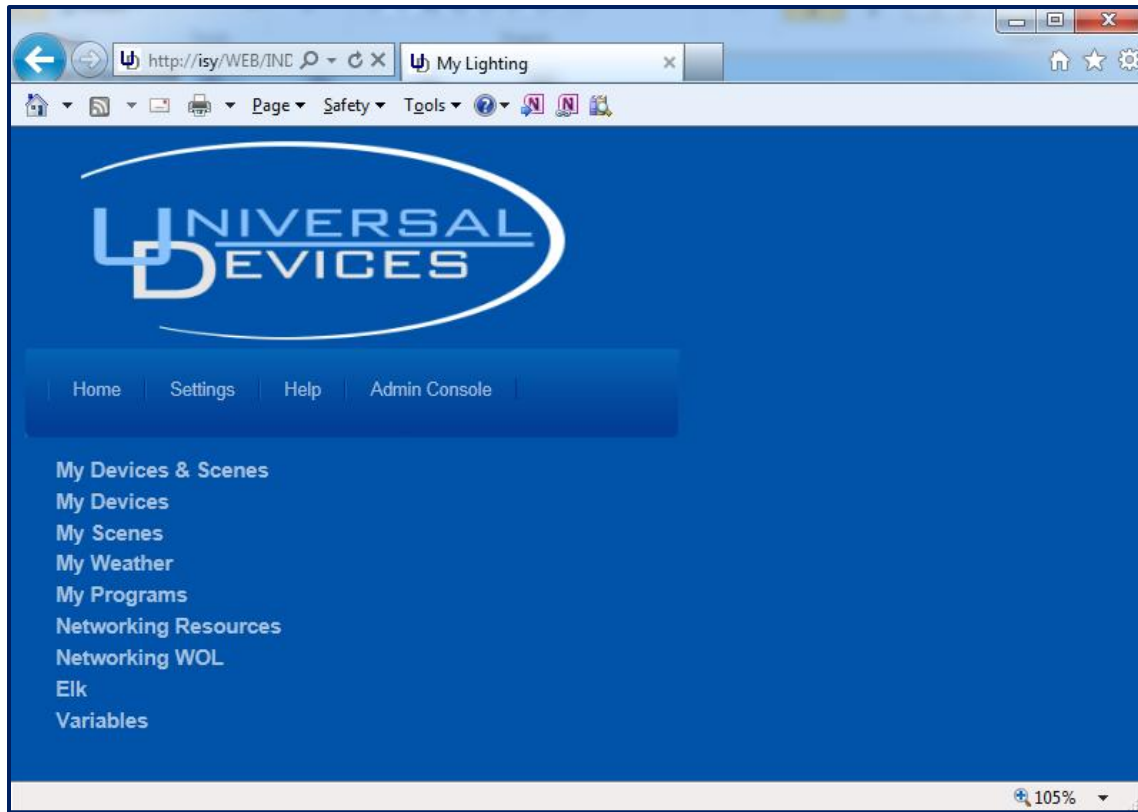 http://isy/WEB/INC
My Lighting
Page Safety Tools
UNIVERSAL
DEVICES
Home Settings Help Admin Console
My Devices & Scenes
My Devices
My Scenes
My Weather
My Programs
Networking Resources
Networking WOL
Elk
Variables
105%